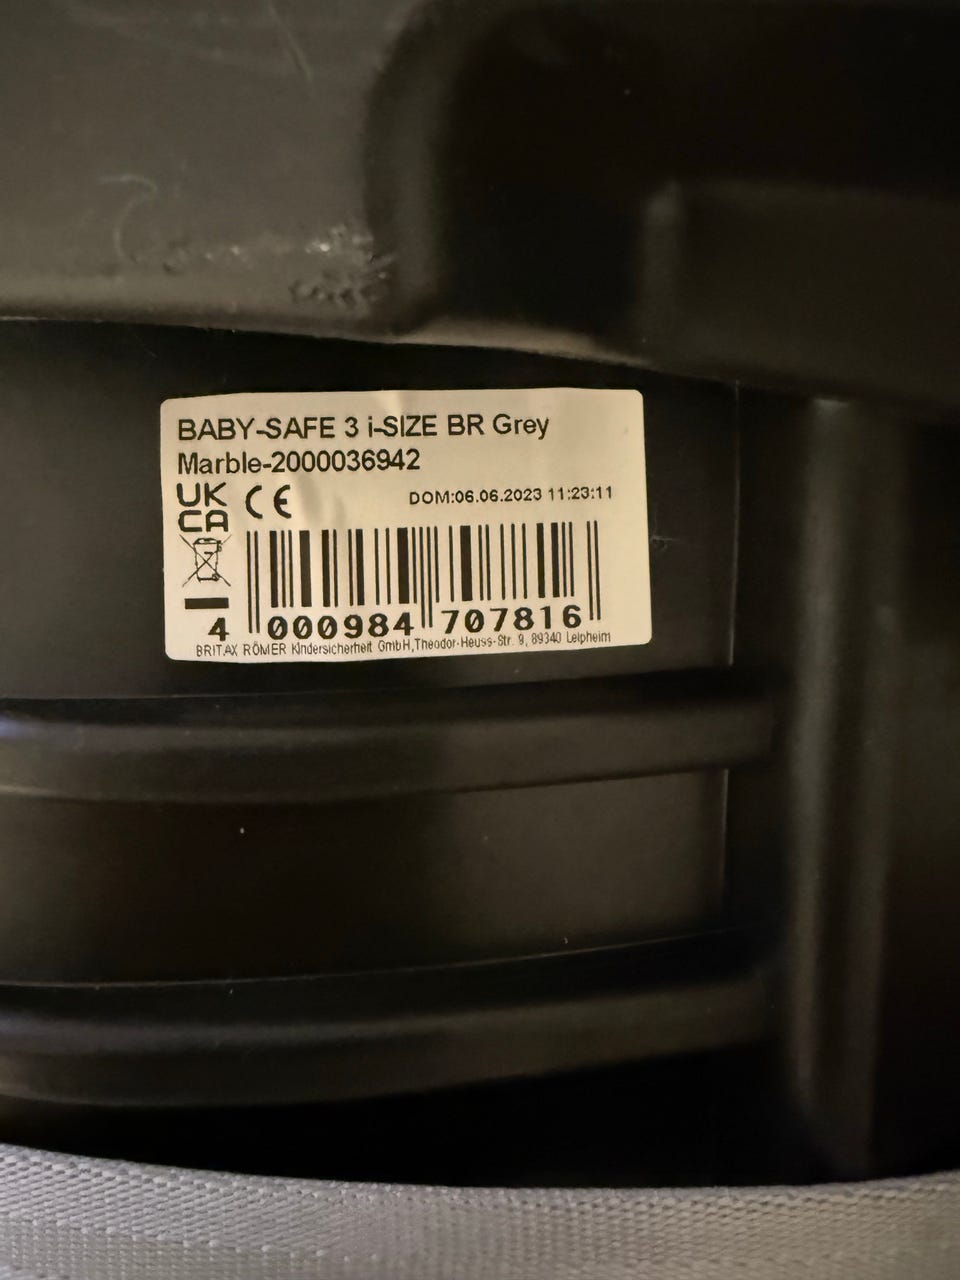 BABY-SAFE 3 i-SIZE BR Grey
Marble-2000036942
UK
CA
CE
DOM:06.06.2023 11:23:11
4 000984 707816
BRITAX RÖMER Kindersicherheit GmbH,Theodor-Heuss-Str. 9, 89340 Leipheim